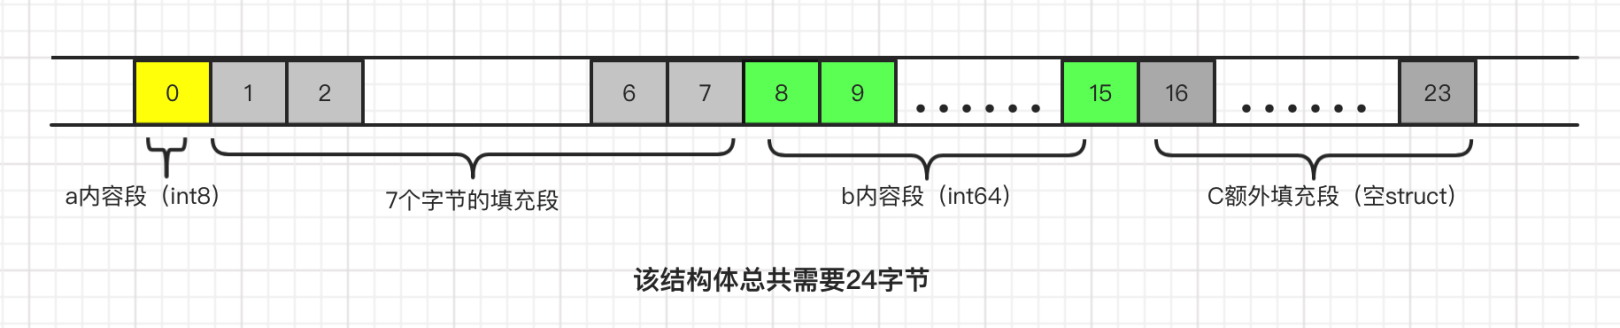 0 1 2 6 7 8 9 ...... 15 16 ...... 23
a内容段（int8）
7个字节的填充段
b内容段（int64）
C额外填充段（空struct）
该结构体总共需要24字节